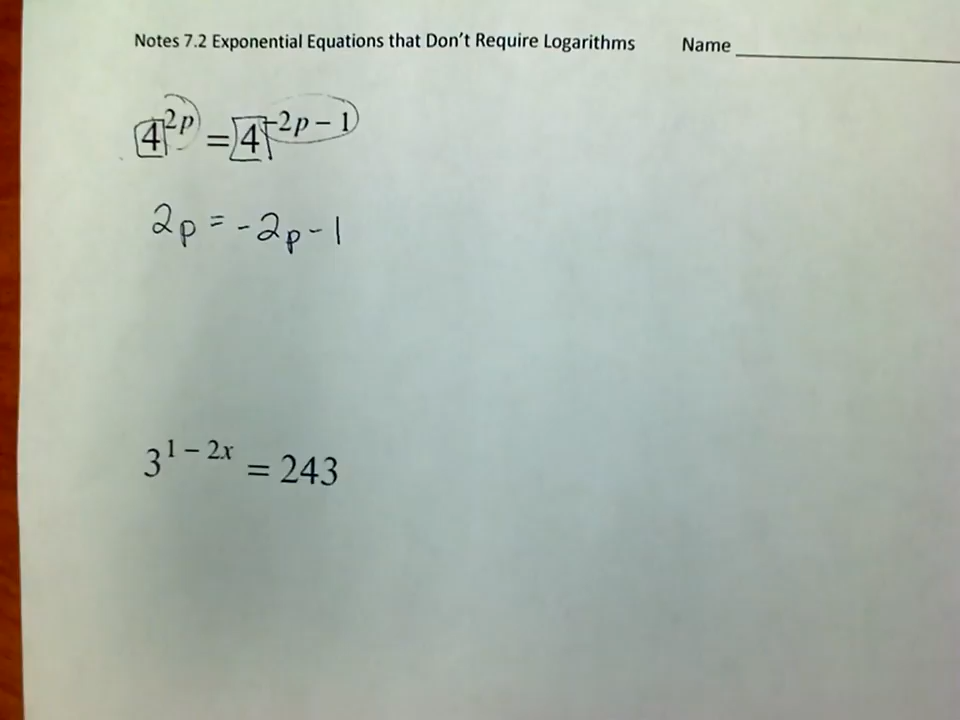 Notes 7.2 Exponential Equations that Don't Require Logarithms Name
4^{2p} = 4^{-2p - 1}
2p = -2p - 1
3^{1 - 2x} = 243